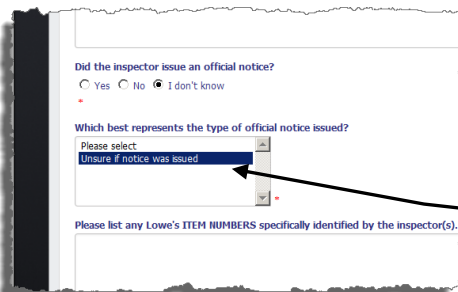 Did the inspector issue an official notice?
Yes No I don't know
*
Which best represents the type of official notice issued?
Please select
Unsure if notice was issued
*
Please list any Lowe's ITEM NUMBERS specifically identified by the inspector(s).